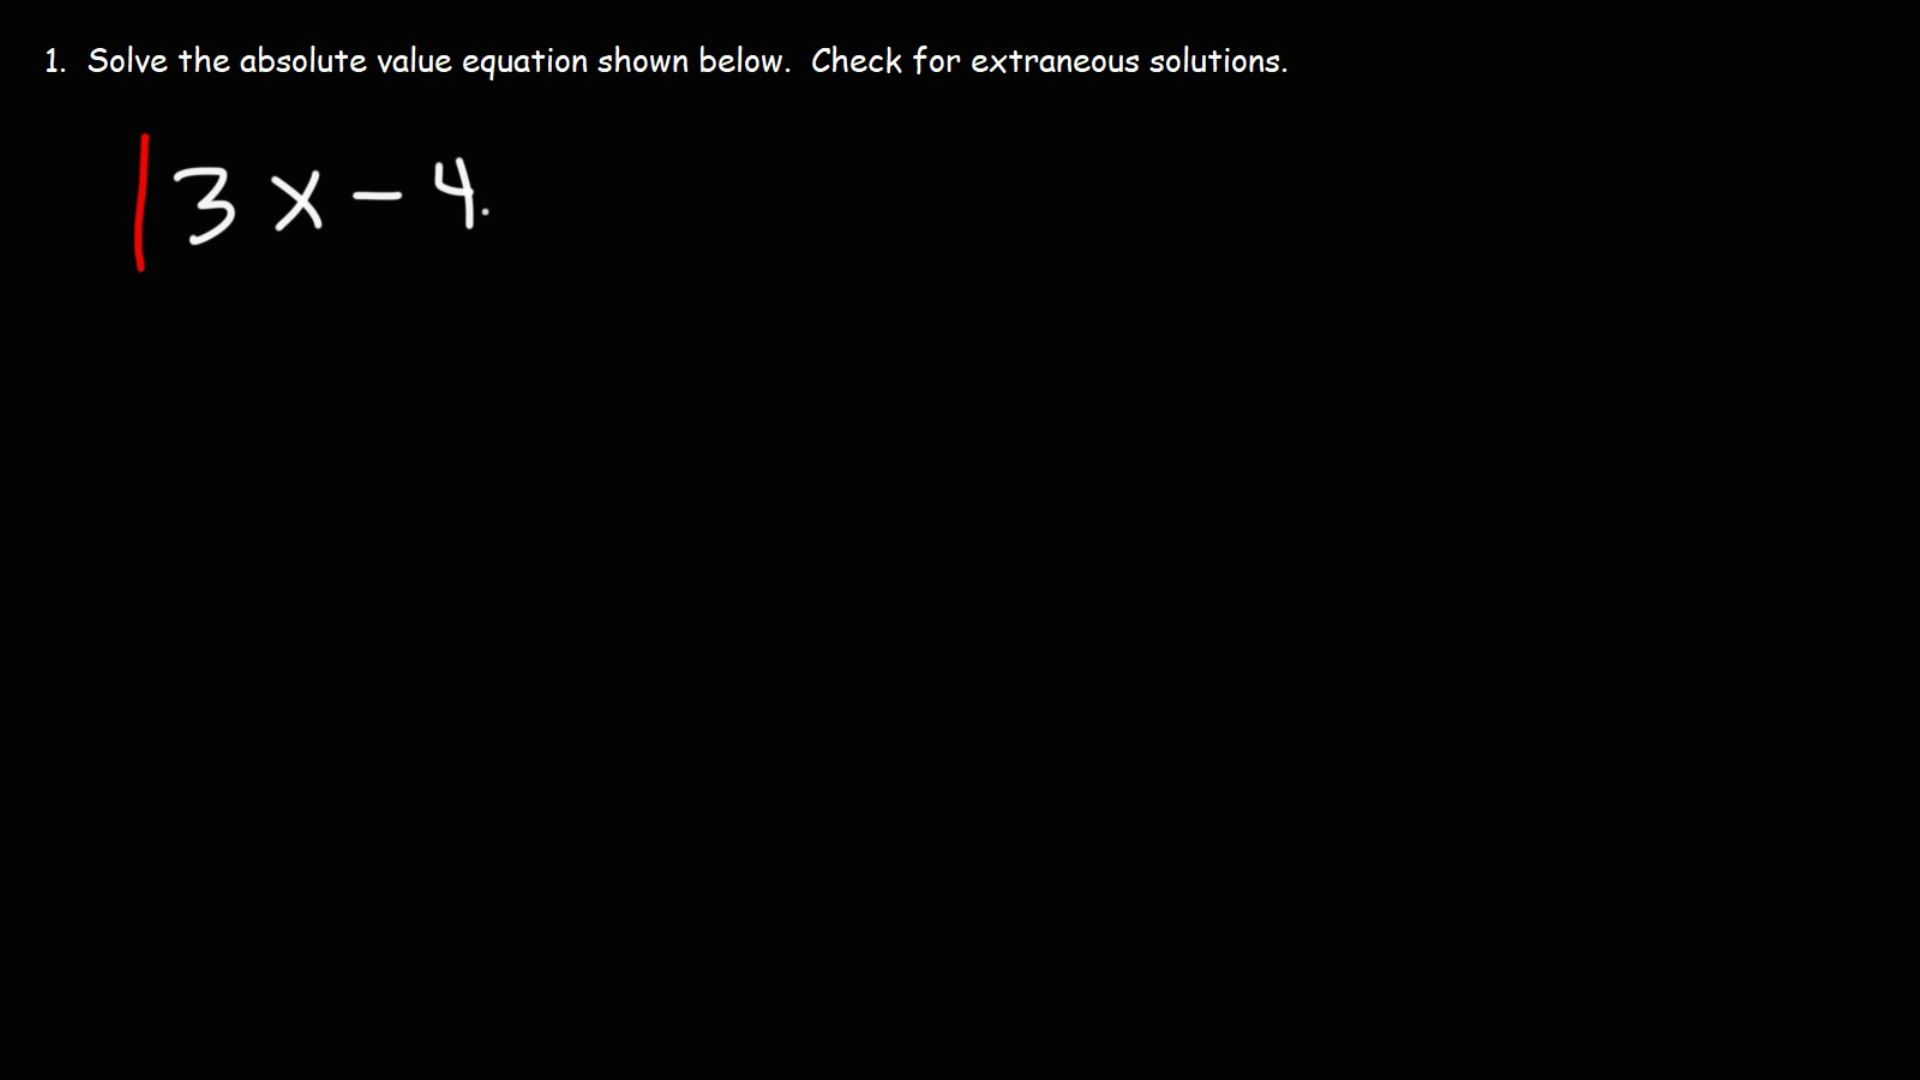 1. Solve the absolute value equation shown below. Check for extraneous solutions.
|3x-4